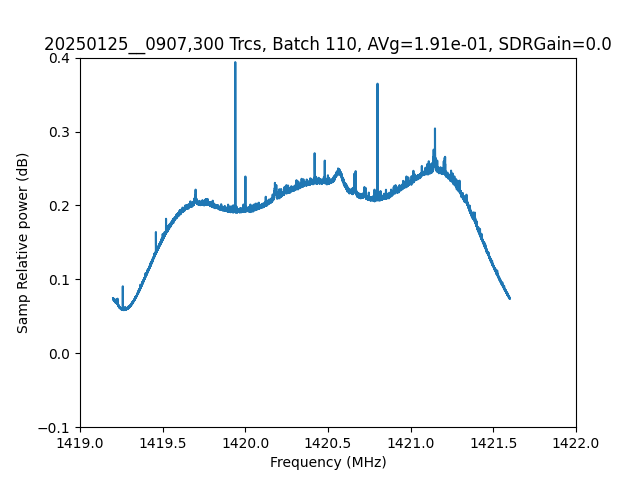 20250125__0907,300 Trcs, Batch 110, AVg=1.91e-01, SDRGain=0.0
0.4
0.3
0.2
0.1
0.0
−0.1
Samp Relative power (dB)
1419.0 1419.5 1420.0 1420.5 1421.0 1421.5 1422.0
Frequency (MHz)